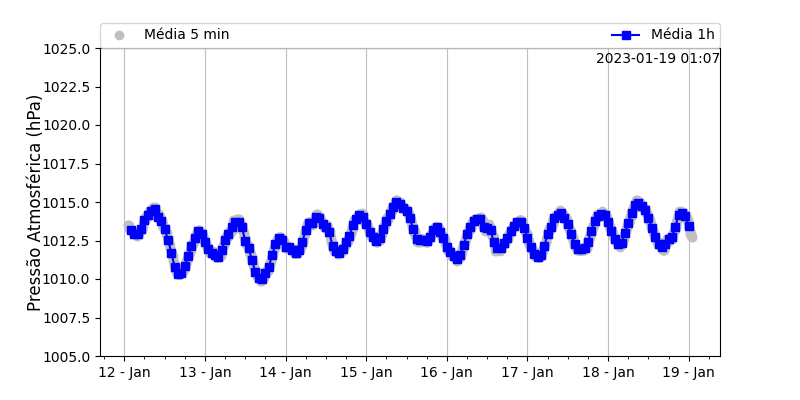 Média 5 min
Média 1h
2023-01-19 01:07
Pressão Atmosférica (hPa)
1025.0
1022.5
1020.0
1017.5
1015.0
1012.5
1010.0
1007.5
1005.0
12 - Jan
13 - Jan
14 - Jan
15 - Jan
16 - Jan
17 - Jan
18 - Jan
19 - Jan